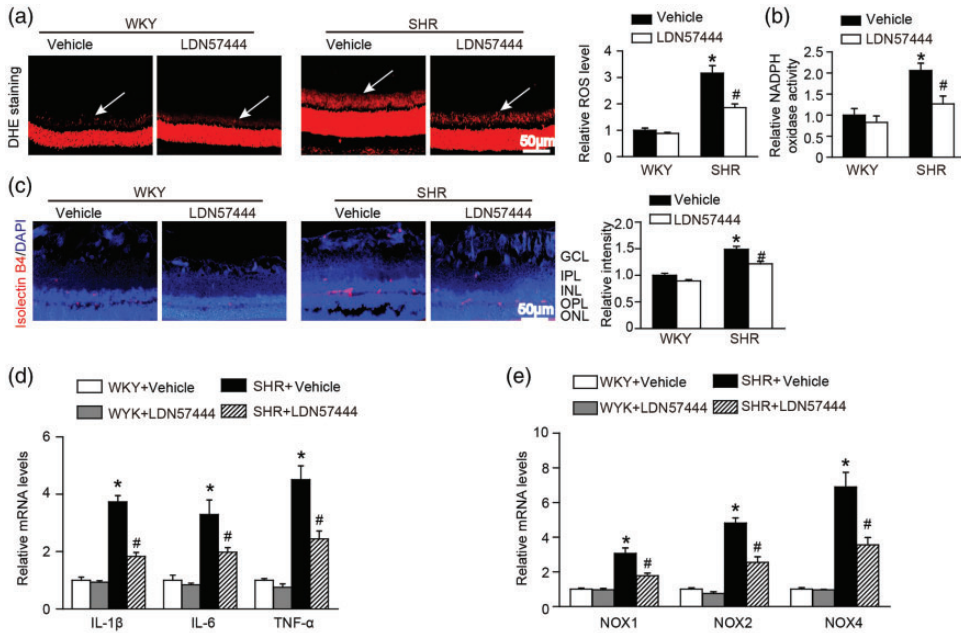 (a)
WKY
SHR
Vehicle
LDN57444
Vehicle
LDN57444
DHE staining
50μm
Vehicle
LDN57444
Relative ROS level
4
3
2
1
0
*
#
WKY
SHR
(b)
Vehicle
LDN57444
Relative NADPH
oxidase activity
2.5
2.0
1.5
1.0
0.5
0
*
#
WKY
SHR
(c)
WKY
SHR
Vehicle
LDN57444
Vehicle
LDN57444
Isolectin B4/DAPI
50μm
GCL
IPL
INL
OPL
ONL
Vehicle
LDN57444
Relative intensity
2.0
1.5
1.0
0.5
0
*
#
WKY
SHR
(d)
WKY+Vehicle
SHR+Vehicle
WYK+LDN57444
SHR+LDN57444
Relative mRNA levels
6
4
2
0
*
#
*
#
*
#
IL-1β
IL-6
TNF-α
(e)
WKY+Vehicle
SHR+Vehicle
WYK+LDN57444
SHR+LDN57444
Relative mRNA levels
10
8
6
4
2
0
*
#
*
#
*
#
NOX1
NOX2
NOX4